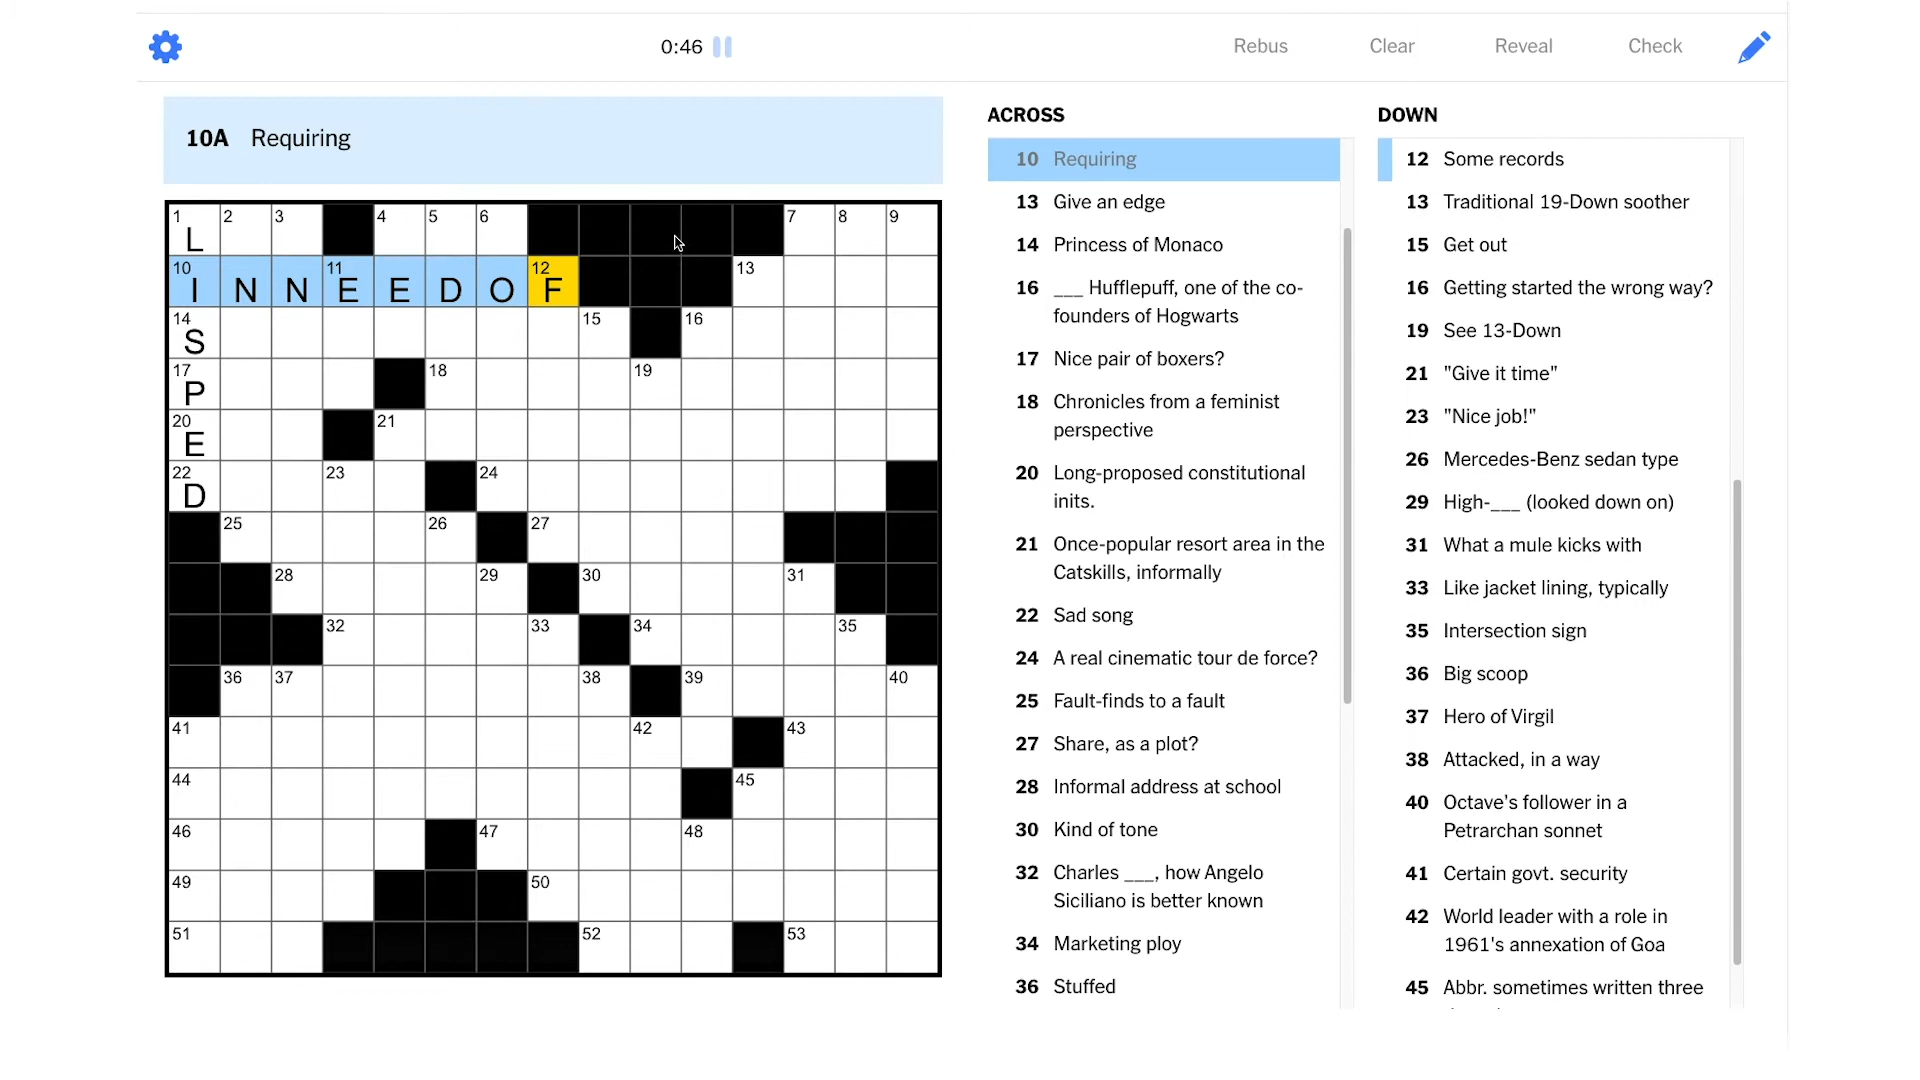 0:46
Rebus
Clear
Reveal
Check
10A Requiring
1 2 3 4 5 6 7 8 9
L
10 11 12 13
I N N E E D O F
14 15 16
S
17 18 19
P
20 21
E
22 23 24
D
25 26 27
28 29 30 31
32 33 34 35
36 37 38 39 40
41 42 43
44 45
46 47 48
49 50
51 52 53
ACROSS
10 Requiring
13 Give an edge
14 Princess of Monaco
16 ___ Hufflepuff, one of the co-
founders of Hogwarts
17 Nice pair of boxers?
18 Chronicles from a feminist
perspective
20 Long-proposed constitutional
inits.
21 Once-popular resort area in the
Catskills, informally
22 Sad song
24 A real cinematic tour de force?
25 Fault-finds to a fault
27 Share, as a plot?
28 Informal address at school
30 Kind of tone
32 Charles ___, how Angelo
Siciliano is better known
34 Marketing ploy
36 Stuffed
DOWN
12 Some records
13 Traditional 19-Down soother
15 Get out
16 Getting started the wrong way?
19 See 13-Down
21 "Give it time"
23 "Nice job!"
26 Mercedes-Benz sedan type
29 High-___ (looked down on)
31 What a mule kicks with
33 Like jacket lining, typically
35 Intersection sign
36 Big scoop
37 Hero of Virgil
38 Attacked, in a way
40 Octave's follower in a
Petrarchan sonnet
41 Certain govt. security
42 World leader with a role in
1961's annexation of Goa
45 Abbr. sometimes written three